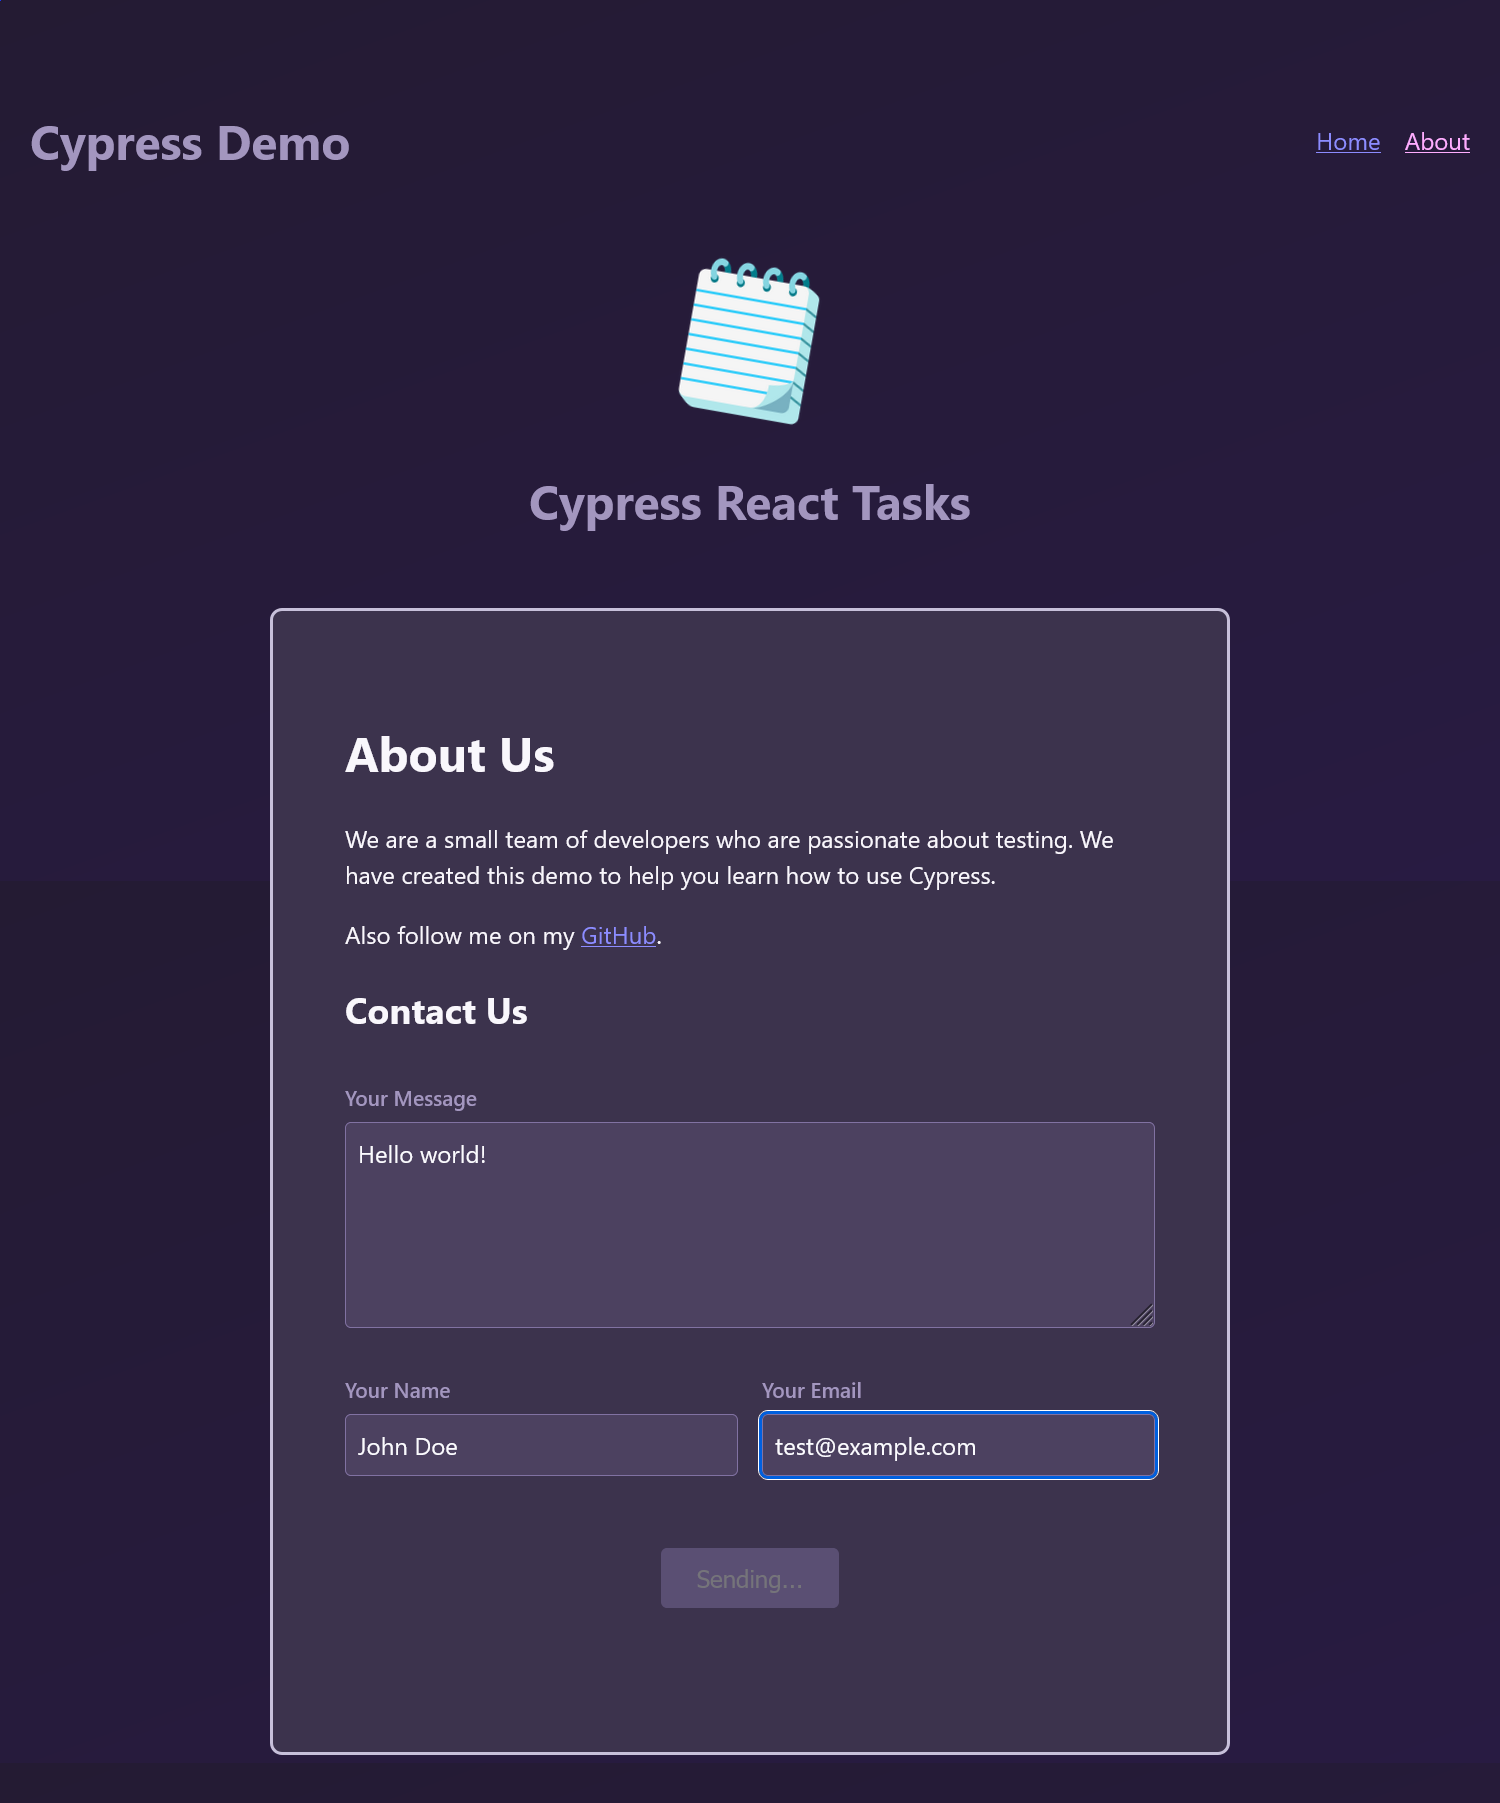 Cypress Demo
Home About
Cypress React Tasks
About Us
We are a small team of developers who are passionate about testing. We
have created this demo to help you learn how to use Cypress.
Also follow me on my GitHub.
Contact Us
Your Message
Hello world!
Your Name
Your Email
John Doe
test@example.com
Sending...